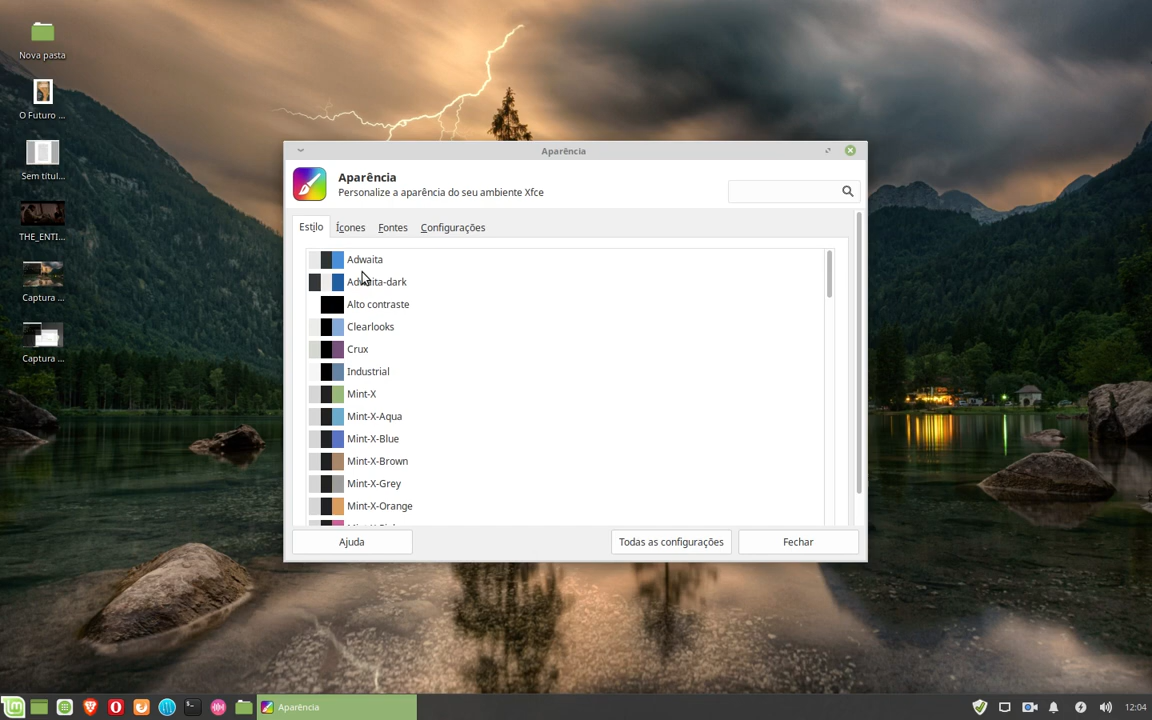 Nova pasta
O Futuro ...
Sem titul...
THE_ENTI...
Captura ...
Captura ...
Aparência
Aparência
Personalize a aparência do seu ambiente Xfce
Estilo
Ícones
Fontes
Configurações
Adwaita
Adwaita-dark
Alto contraste
Clearlooks
Crux
Industrial
Mint-X
Mint-X-Aqua
Mint-X-Blue
Mint-X-Brown
Mint-X-Grey
Mint-X-Orange
Ajuda
Todas as configurações
Fechar
Aparência
12:04